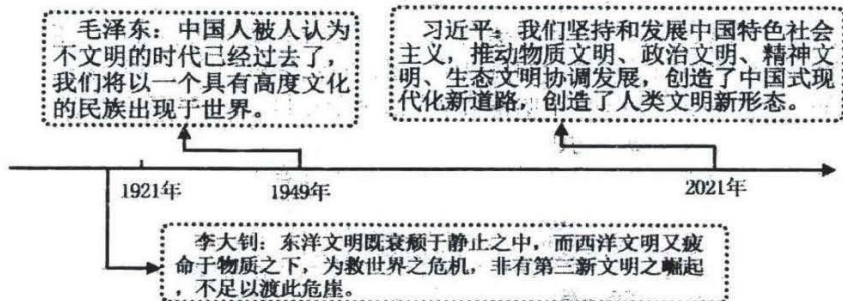 毛泽东：中国人被人认为
不文明的时代已经过去了，
我们将以一个具有高度文化
的民族出现于世界。
习近平：我们坚持和发展中国特色社会
主义，推动物质文明、政治文明、精神文
明、生态文明协调发展，创造了中国式现
代化新道路，创造了人类文明新形态。
1921年
1949年
2021年
李大钊：东洋文明既衰颓于静止之中，而西洋文明又疲
命于物质之下，为救世界之危机，非有第三新文明之崛起
，不足以渡此危崖。